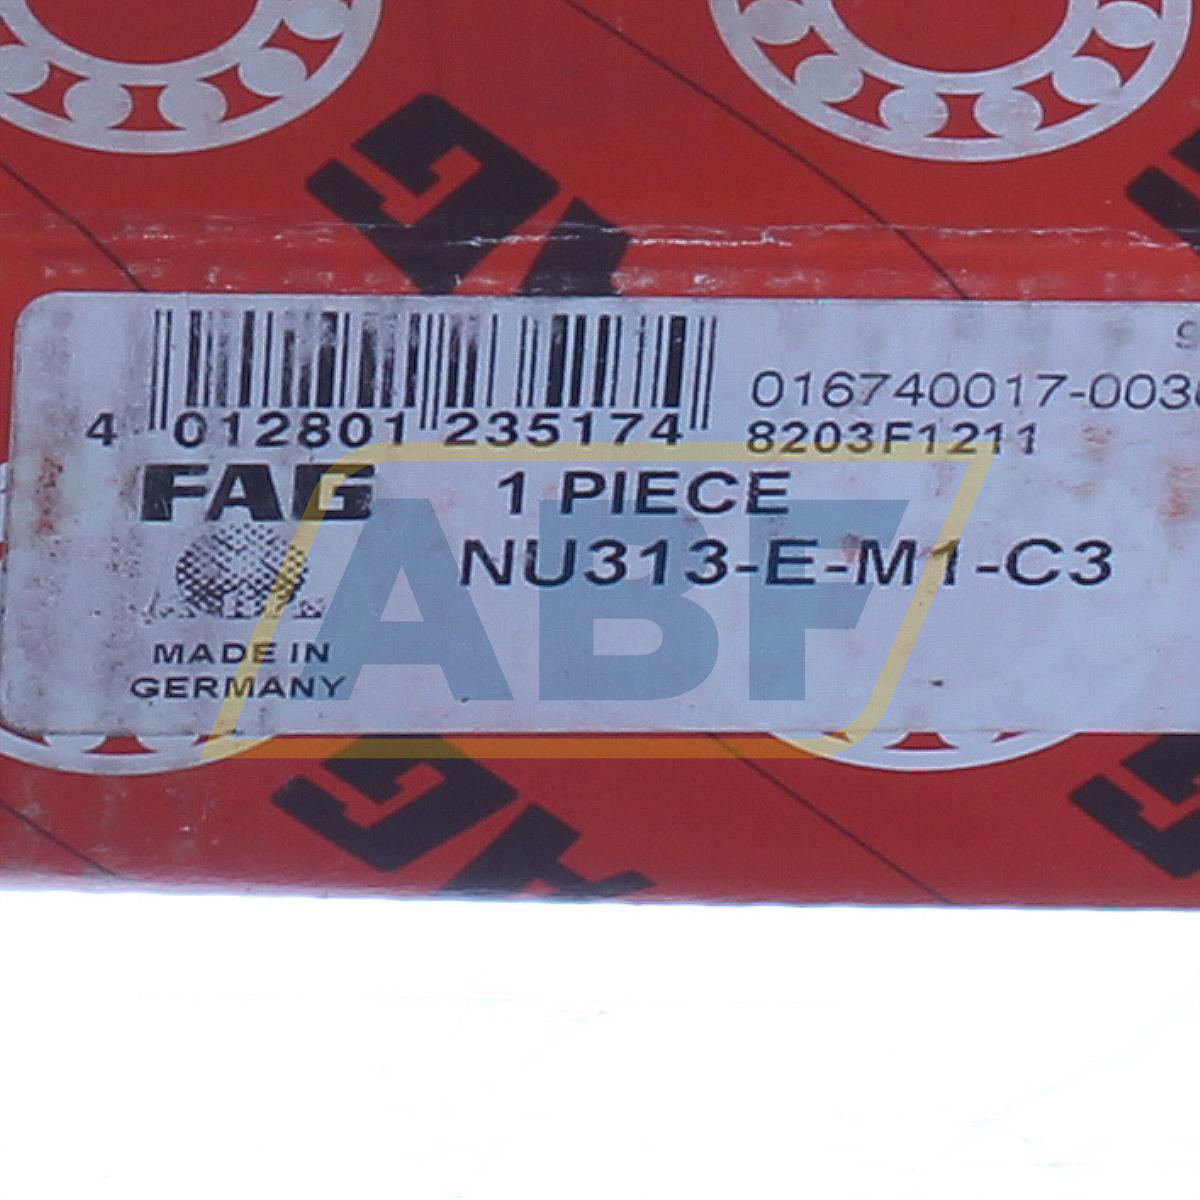 016740017-003
4 012801 235174
8203F1211
FAG
1 PIECE
NU313-E-M1-C3
MADE IN
GERMANY
ABF